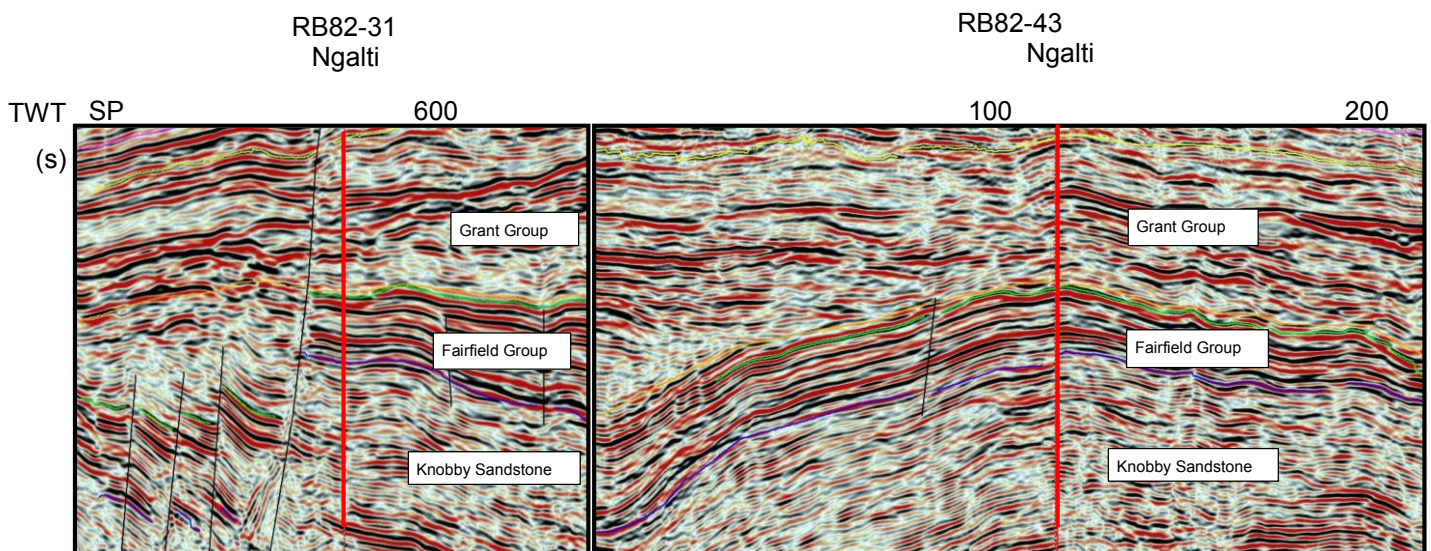 RB82-31
Ngalti
RB82-43
Ngalti
TWT SP 600 100 200
(s)
Grant Group
Grant Group
Fairfield Group
Fairfield Group
Knobby Sandstone
Knobby Sandstone